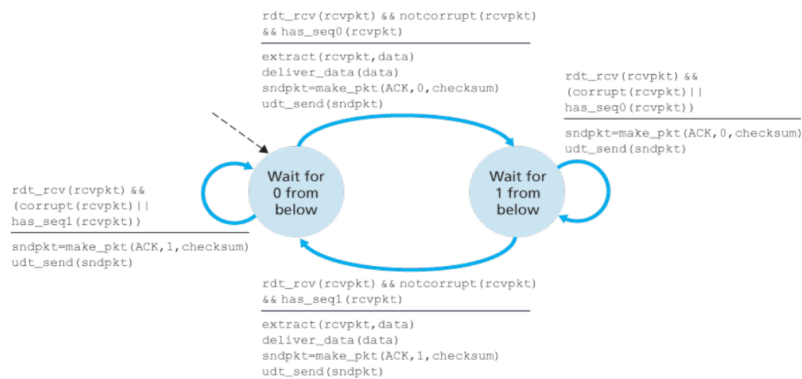 rdt_rcv(rcvpkt) && notcorrupt(rcvpkt)
&& has_seq0(rcvpkt)
extract(rcvpkt,data)
deliver_data(data)
sndpkt=make_pkt(ACK,0,checksum)
udt_send(sndpkt)
rdt_rcv(rcvpkt) &&
(corrupt(rcvpkt)||
has_seq0(rcvpkt))
sndpkt=make_pkt(ACK,0,checksum)
udt_send(sndpkt)
Wait for
0 from
below
Wait for
1 from
below
rdt_rcv(rcvpkt) &&
(corrupt(rcvpkt)||
has_seq1(rcvpkt))
sndpkt=make_pkt(ACK,1,checksum)
udt_send(sndpkt)
rdt_rcv(rcvpkt) && notcorrupt(rcvpkt)
&& has_seq1(rcvpkt)
extract(rcvpkt,data)
deliver_data(data)
sndpkt=make_pkt(ACK,1,checksum)
udt_send(sndpkt)